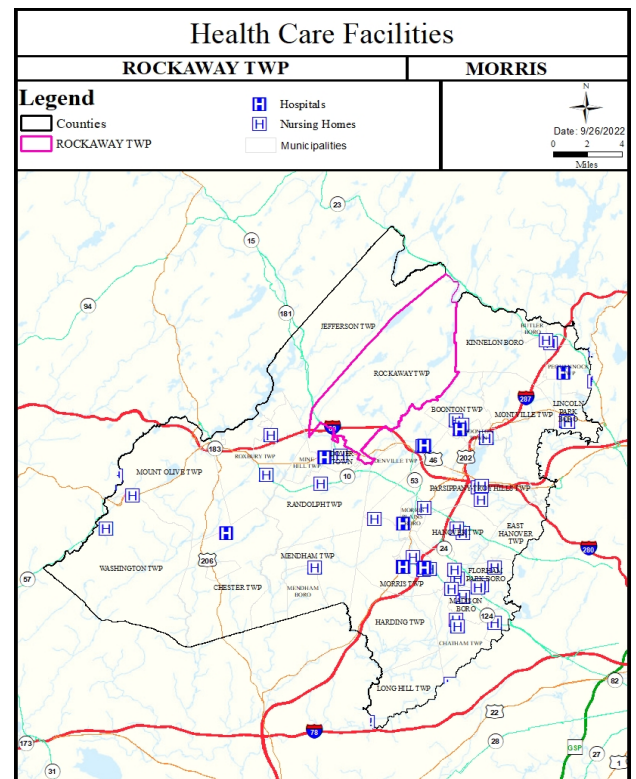 Health Care Facilities
ROCKAWAY TWP
MORRIS
Legend
Counties
ROCKAWAY TWP
H Hospitals
H Nursing Homes
Municipalities
N
Date: 9/26/2022
0 2 4
Miles
23
15
94
181
JEFFERSON TWP
KINNELON BORO
BUTLER BORO
ROCKAWAY TWP
287
LINCOLN
PARK
BORO
BOONTON TWP
MONTVILLE TWP
183
ROXBURY TWP
MINE
HILL TWP
46
202
MOUNT OLIVE TWP
10
53
RANDOLPH TWP
EAST
HANOVER
TWP
HANOVER TWP
24
280
57
WASHINGTON TWP
206
MENDHAM TWP
CHESTER TWP
MENDHAM
BORO
MORRIS TWP
FLORHAM
PARK BORO
MADISON
BORO
HARDING TWP
124
CHATHAM TWP
LONG HILL TWP
82
22
78
173
28
GSP
27
1
31